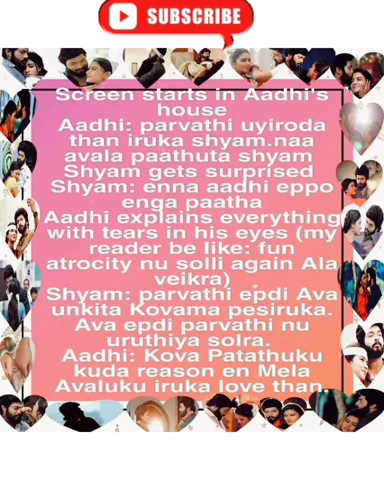 SUBSCRIBE
Screen starts in Aadhi's
house
Aadhi: parvathi uyiroda
than iruka shyam.naa
avala paathuta shyam
Shyam gets surprised
Shyam: enna aadhi eppo
enga paatha
Aadhi explains everything
with tears in his eyes (my
reader be like: fun
atrocity nu solli again Ala
veikra)
Shyam: parvathi epdi Ava
unkita Kovama pesiruka.
Ava epdi parvathi nu
uruthiya solra.
Aadhi: Kova Patathuku
kuda reason en Mela
Avaluku iruka love than.